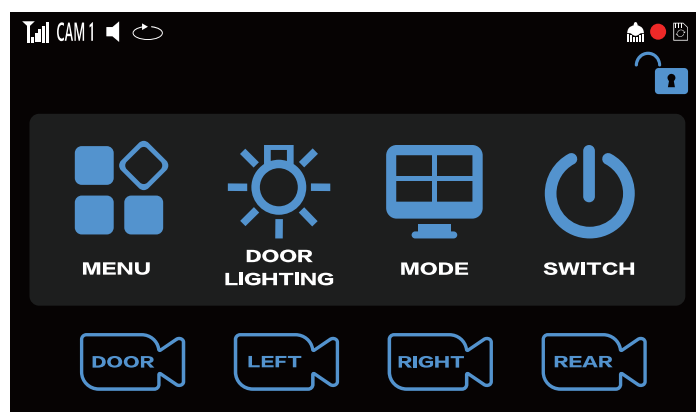 CAM 1
MENU
DOOR
LIGHTING
MODE
SWITCH
DOOR
LEFT
RIGHT
REAR